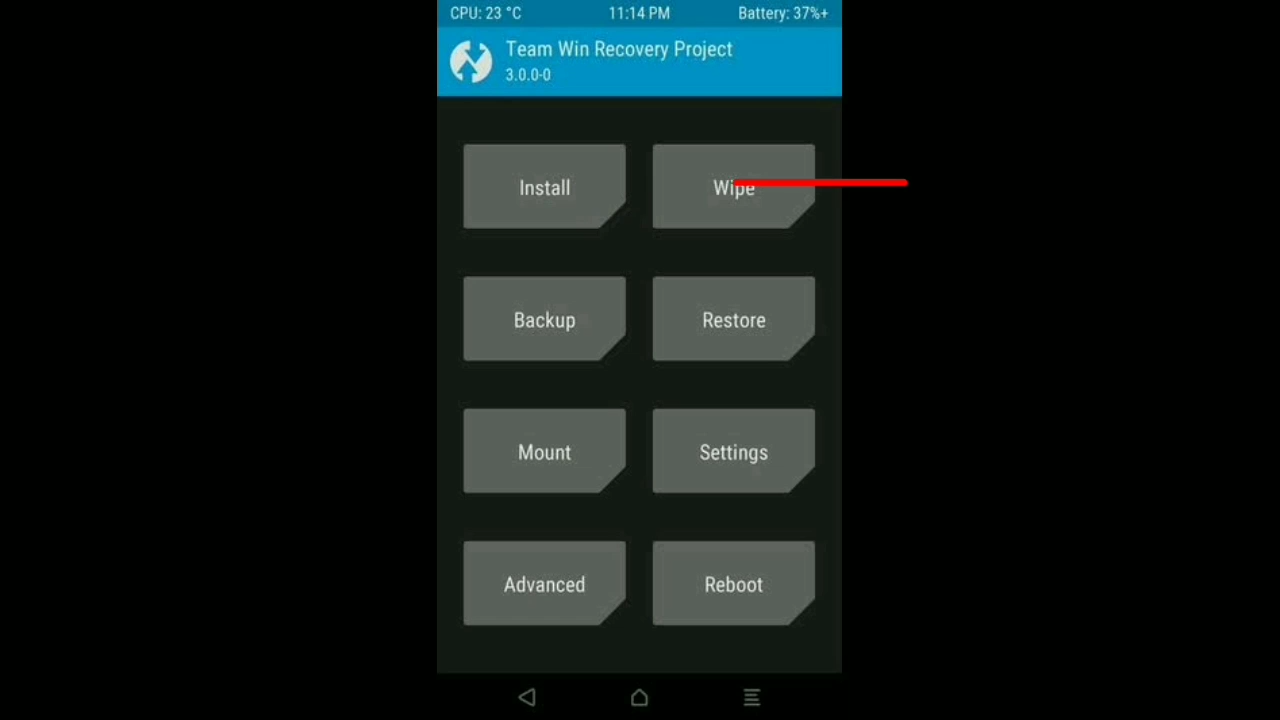 CPU: 23 °C 11:14 PM Battery: 37%+
Team Win Recovery Project
3.0.0-0
Install Wipe
Backup Restore
Mount Settings
Advanced Reboot